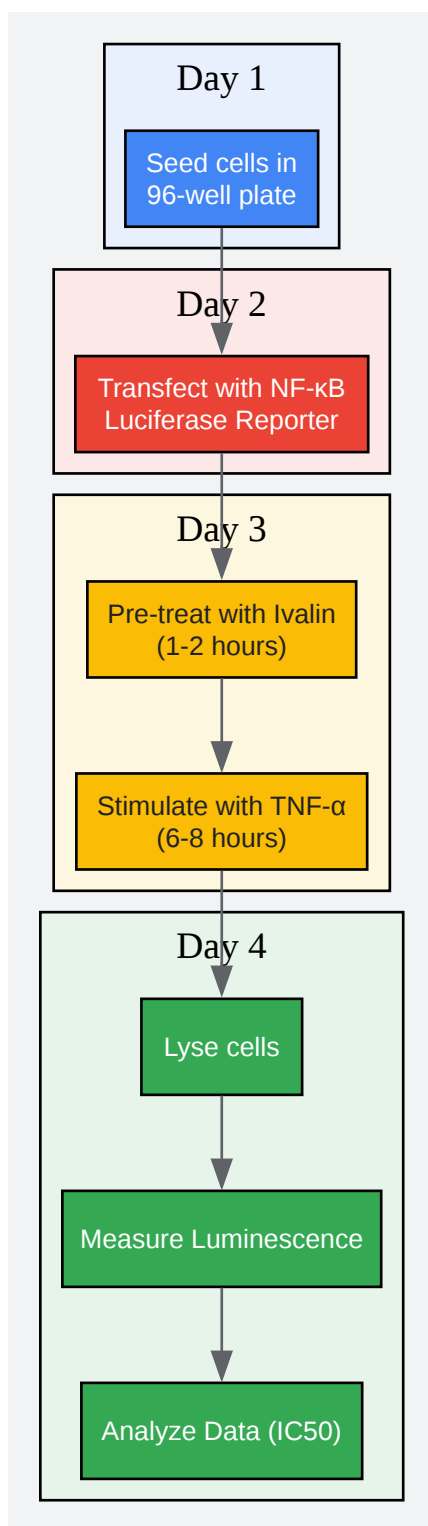 Day 1
Seed cells in
96-well plate
Day 2
Transfect with NF-κB
Luciferase Reporter
Day 3
Pre-treat with Ivalin
(1-2 hours)
Stimulate with TNF-α
(6-8 hours)
Day 4
Lyse cells
Measure Luminescence
Analyze Data (IC50)